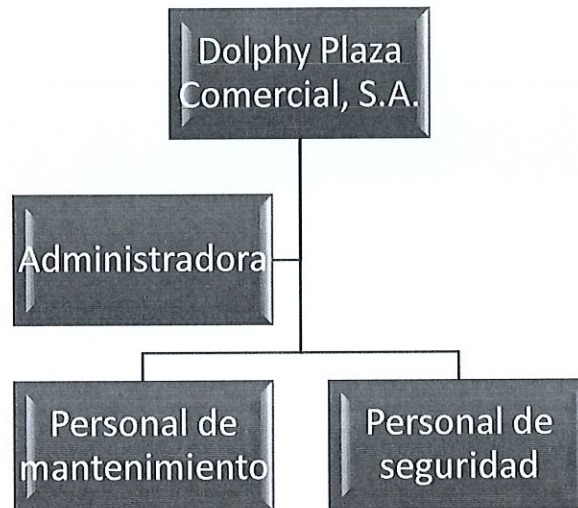 Dolphy Plaza
Comercial, S.A.
Administradora
Personal de
mantenimiento
Personal de
seguridad